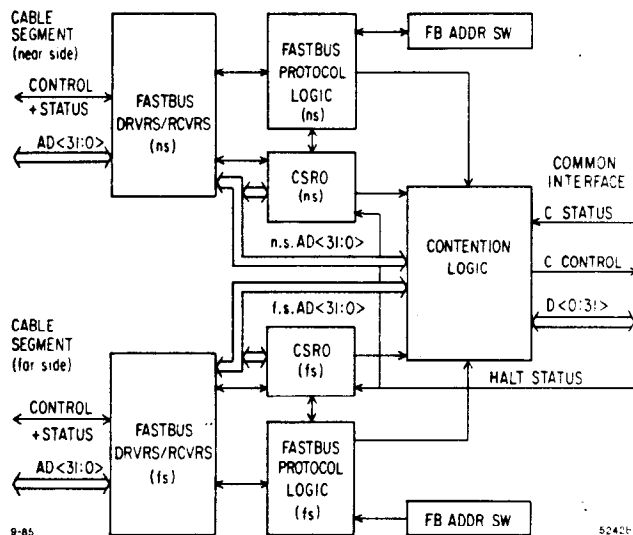 CABLE
SEGMENT
(near side)
CONTROL
+STATUS
AD<31:0>
FASTBUS
DRVRS/RCVRS
(ns)
FASTBUS
PROTOCOL
LOGIC
(ns)
FB ADDR SW
CSRO
(ns)
n.s. AD<31:0>
f.s. AD<31:0>
CONTENTION
LOGIC
COMMON
INTERFACE
C STATUS
C CONTROL
D<0:31>
HALT STATUS
CABLE
SEGMENT
(far side)
CONTROL
+STATUS
AD<31:0>
FASTBUS
DRVRS/RCVRS
(fs)
CSRO
(fs)
FASTBUS
PROTOCOL
LOGIC
(fs)
FB ADDR SW
9-85